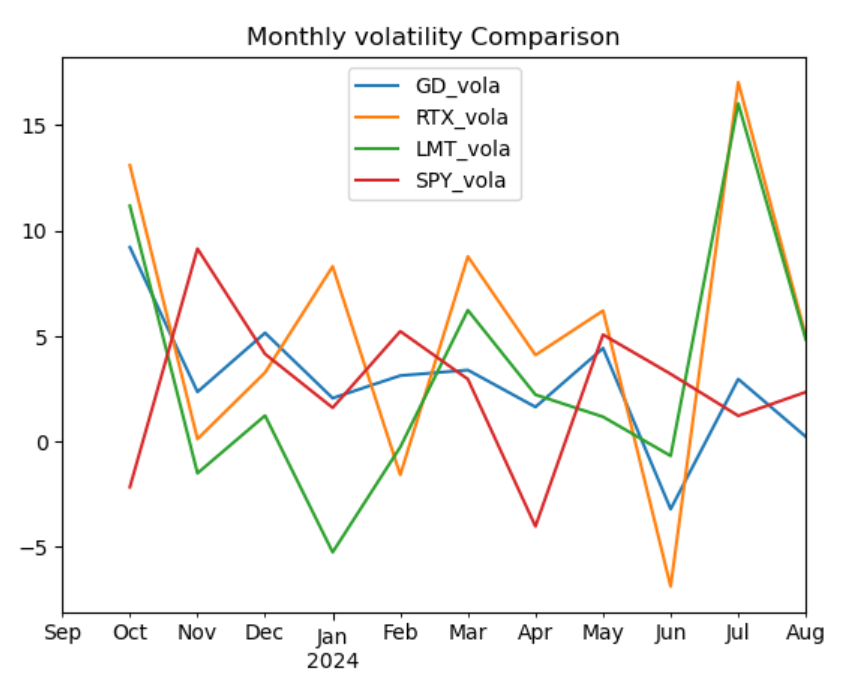 Monthly volatility Comparison
GD_vola
RTX_vola
LMT_vola
SPY_vola
15
10
5
0
−5
Sep Oct Nov Dec Jan Feb Mar Apr May Jun Jul Aug
2024